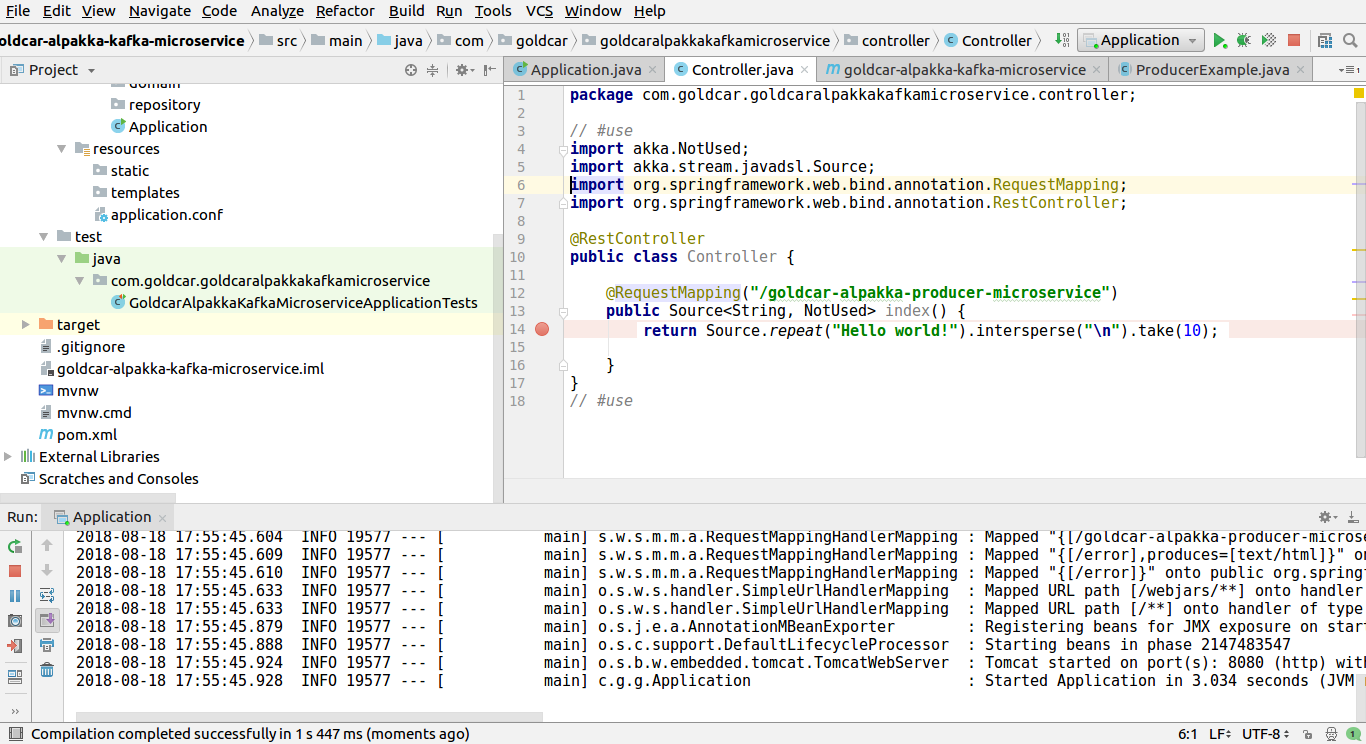 File Edit View Navigate Code Analyze Refactor Build Run Tools VCS Window Help
oldcar-alpakka-kafka-microservice src main java com goldcar goldcaralpakkakafkamicroservice controller Controller Application
Project
Application.java Controller.java goldcar-alpakka-kafka-microservice ProducerExample.java
domain
repository
Application
resources
static
templates
application.conf
test
java
com.goldcar.goldcaralpakkakafkamicroservice
GoldcarAlpakkaKafkaMicroserviceApplicationTests
target
.gitignore
goldcar-alpakka-kafka-microservice.iml
mvnw
mvnw.cmd
pom.xml
External Libraries
Scratches and Consoles
1 package com.goldcar.goldcaralpakkakafkamicroservice.controller;
2
3 // #use
4 import akka.NotUsed;
5 import akka.stream.javadsl.Source;
6 import org.springframework.web.bind.annotation.RequestMapping;
7 import org.springframework.web.bind.annotation.RestController;
8
9 @RestController
10 public class Controller {
11
12 @RequestMapping("/goldcar-alpakka-producer-microservice")
13 public Source<String, NotUsed> index() {
14 return Source.repeat("Hello world!").intersperse("\n").take(10);
15
16 }
17 }
18 // #use
Run: Application
2018-08-18 17:55:45.604 INFO 19577 --- [ main] s.w.s.m.m.a.RequestMappingHandlerMapping : Mapped "{[/goldcar-alpakka-producer-microse
2018-08-18 17:55:45.609 INFO 19577 --- [ main] s.w.s.m.m.a.RequestMappingHandlerMapping : Mapped "{[/error],produces=[text/html]}" on
2018-08-18 17:55:45.610 INFO 19577 --- [ main] s.w.s.m.m.a.RequestMappingHandlerMapping : Mapped "{[/error]}" onto public org.springf
2018-08-18 17:55:45.633 INFO 19577 --- [ main] o.s.w.s.handler.SimpleUrlHandlerMapping : Mapped URL path [/webjars/**] onto handler
2018-08-18 17:55:45.633 INFO 19577 --- [ main] o.s.w.s.handler.SimpleUrlHandlerMapping : Mapped URL path [/**] onto handler of type
2018-08-18 17:55:45.879 INFO 19577 --- [ main] o.s.j.e.a.AnnotationMBeanExporter : Registering beans for JMX exposure on start
2018-08-18 17:55:45.888 INFO 19577 --- [ main] o.s.c.support.DefaultLifecycleProcessor : Starting beans in phase 2147483547
2018-08-18 17:55:45.924 INFO 19577 --- [ main] o.s.b.w.embedded.tomcat.TomcatWebServer : Tomcat started on port(s): 8080 (http) with
2018-08-18 17:55:45.928 INFO 19577 --- [ main] c.g.g.Application : Started Application in 3.034 seconds (JVM
Compilation completed successfully in 1 s 447 ms (moments ago) 6:1 LF UTF-8 1